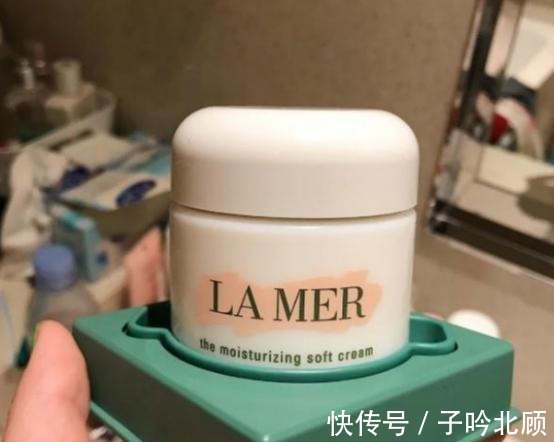 LA MER
the moisturizing soft cream
快传号 / 子吟北顾